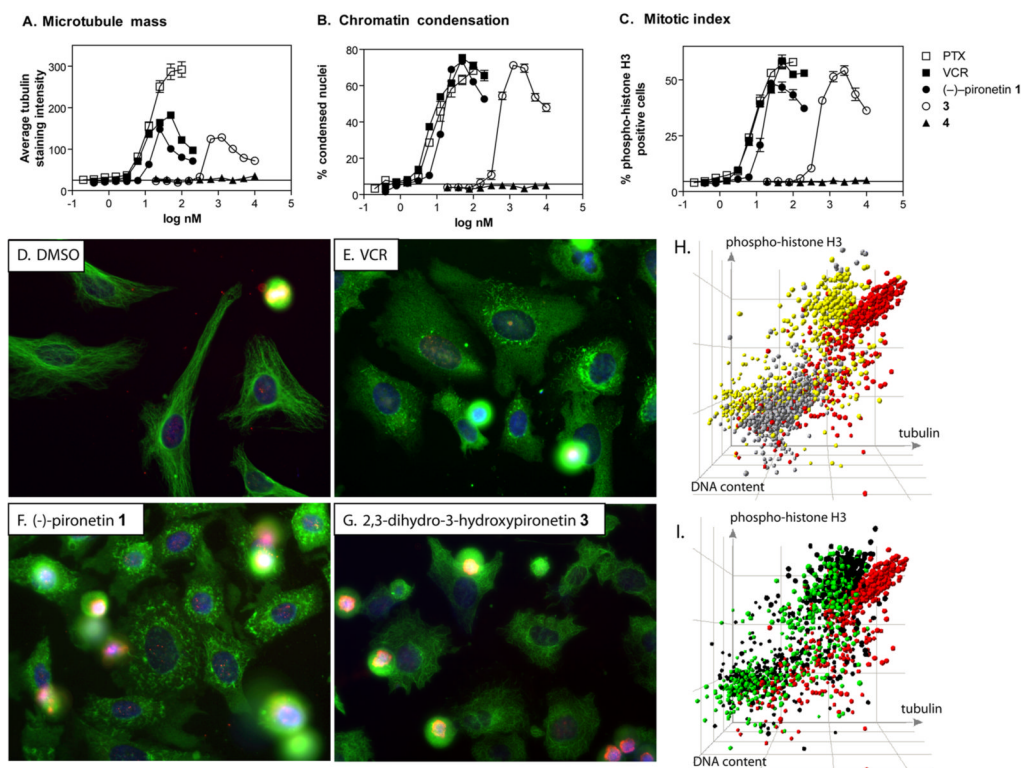 A. Microtubule mass
B. Chromatin condensation
C. Mitotic index
Average tubulin
staining intensity
300
200
100
0
-1 0 1 2 3 4 5
log nM
% condensed nuclei
80
60
40
20
0
-1 0 1 2 3 4 5
log nM
% phospho-histone H3
positive cells
50
25
0
-1 0 1 2 3 4 5
PTX
VCR
(–)–pironetin 1
3
4
D. DMSO
E. VCR
F. (-)-pironetin 1
G. 2,3-dihydro-3-hydroxypironetin 3
H.
phospho-histone H3
tubulin
DNA content
I.
phospho-histone H3
tubulin
DNA content